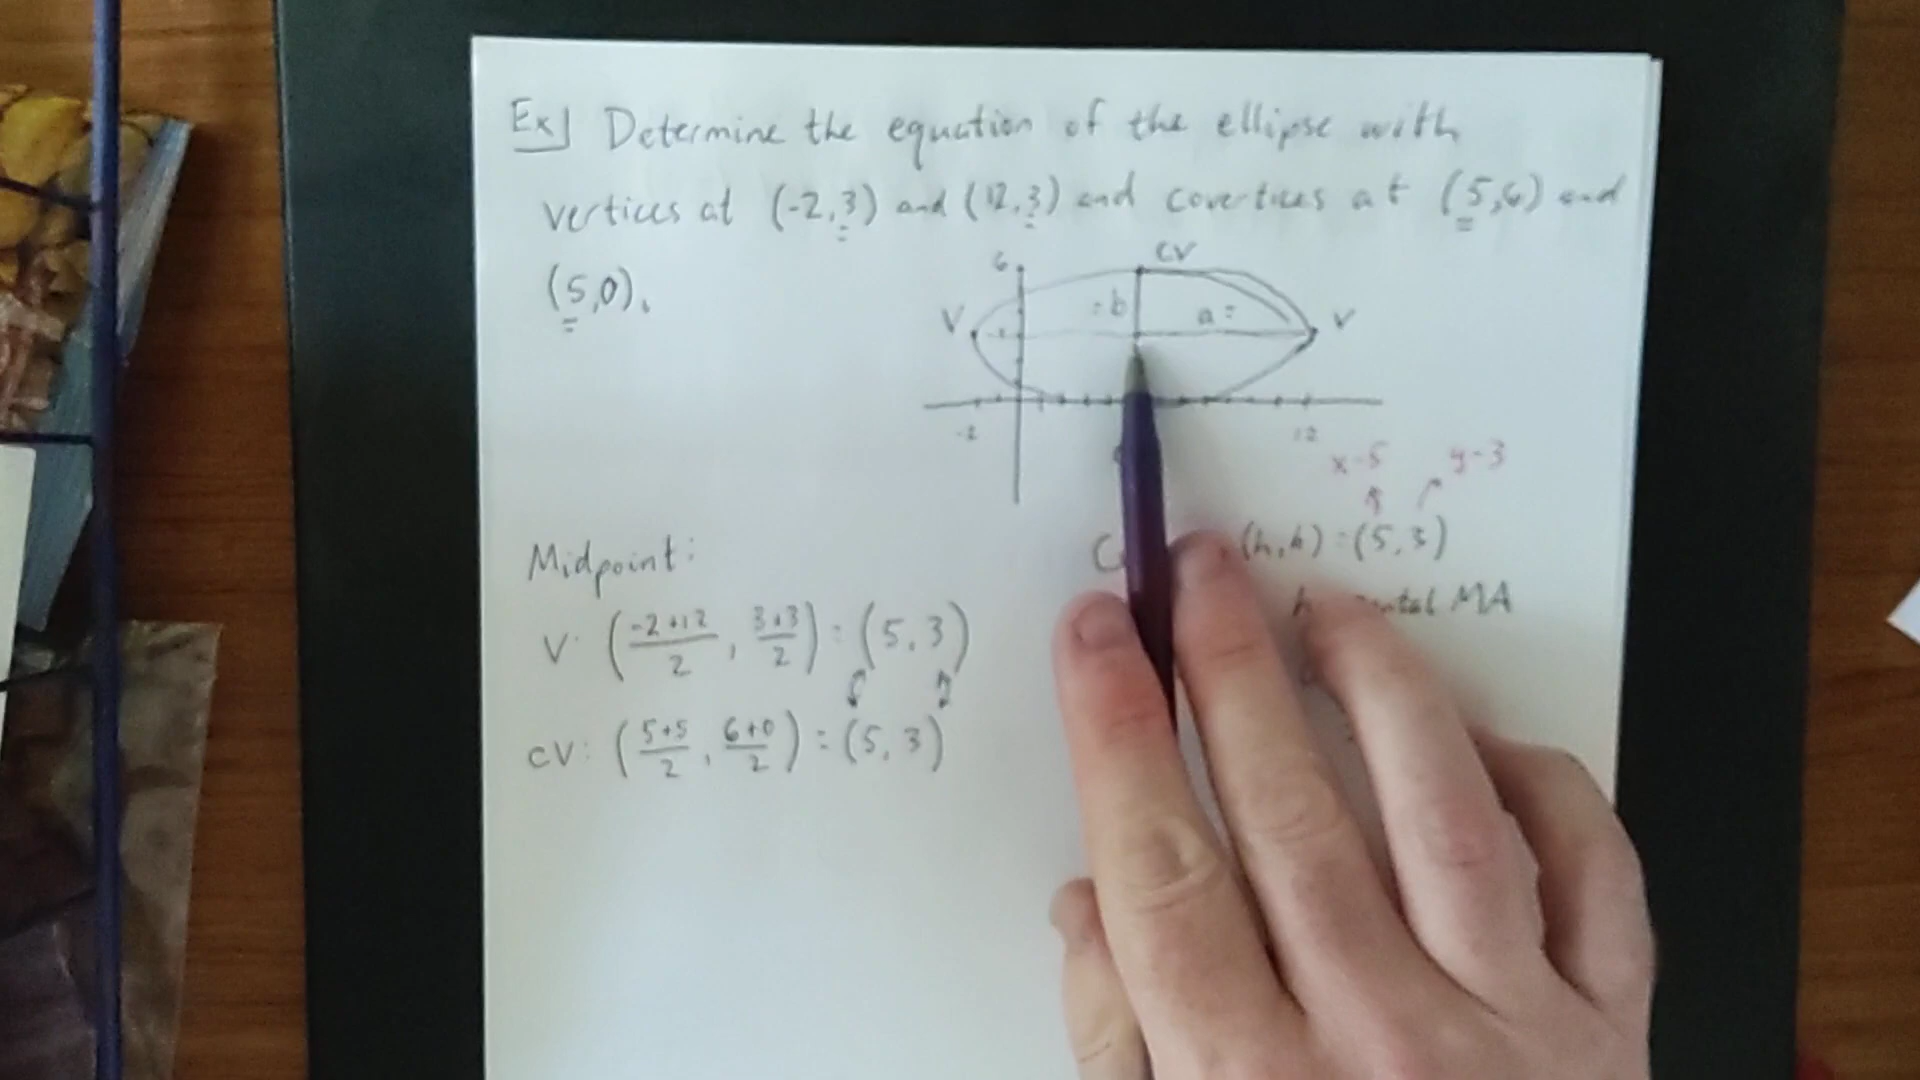 Ex] Determine the equation of the ellipse with
vertices at (-2,3) and (12,3) and covertices at (5,6) and
(5,0).
6
CV
V
=b
a=
V
-2
12
x-5
y-3
(h,k) = (5,3)
MA
Midpoint:
V: (-2+12/2, 3+3/2) = (5,3)
CV: (5+5/2, 6+0/2) = (5,3)